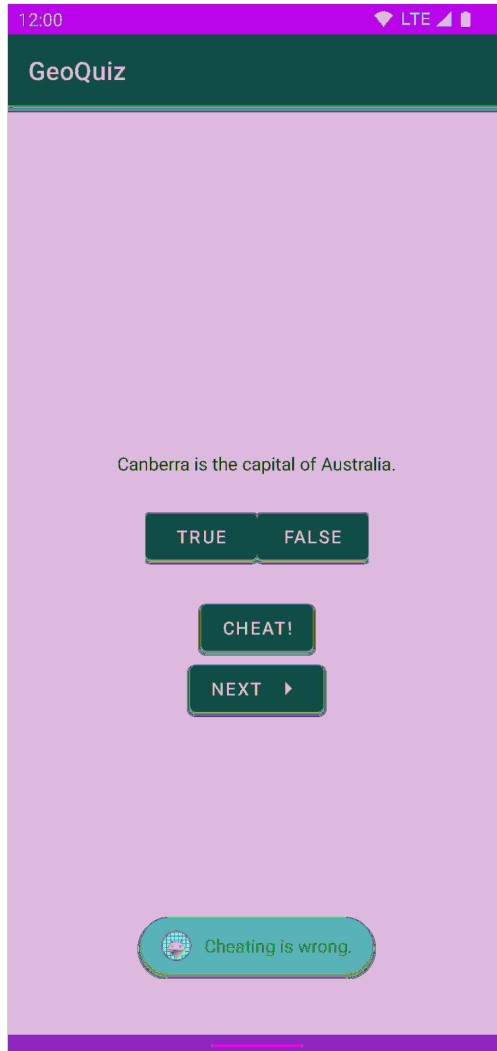 12:00 LTE
GeoQuiz
Canberra is the capital of Australia.
TRUE FALSE
CHEAT!
NEXT
Cheating is wrong.